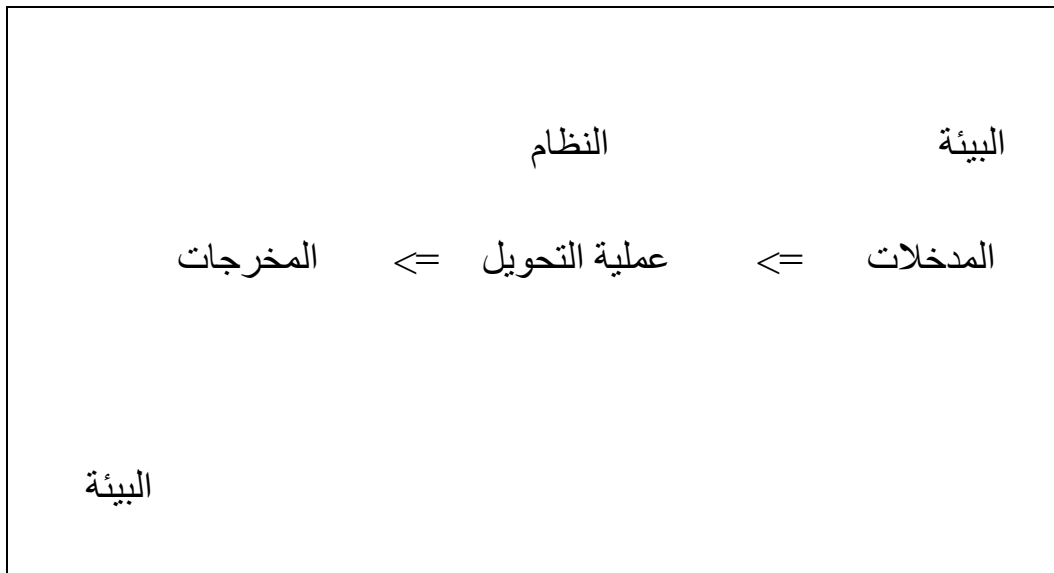 البيئة النظام
المدخلات <= عملية التحويل <= المخرجات
البيئة